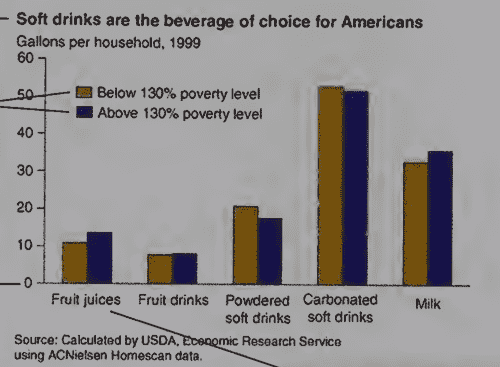 Soft drinks are the beverage of choice for Americans
Gallons per household, 1999
60
50
40
30
20
10
0
Below 130% poverty level
Above 130% poverty level
Fruit juices
Fruit drinks
Powdered
soft drinks
Carbonated
soft drinks
Milk
Source: Calculated by USDA, Economic Research Service
using ACNielsen Homescan data.